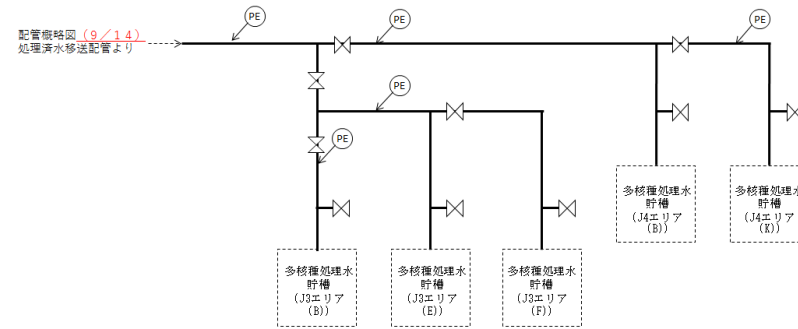 PE
PE
PE
配管概略図（９／１４）
処理済水移送配管より
PE
PE
多核種処理水
貯槽
(J4エリア
(B))
多核種処理水
貯槽
(J4エリア
(K))
多核種処理水
貯槽
(J3エリア
(B))
多核種処理水
貯槽
(J3エリア
(E))
多核種処理水
貯槽
(J3エリア
(F))